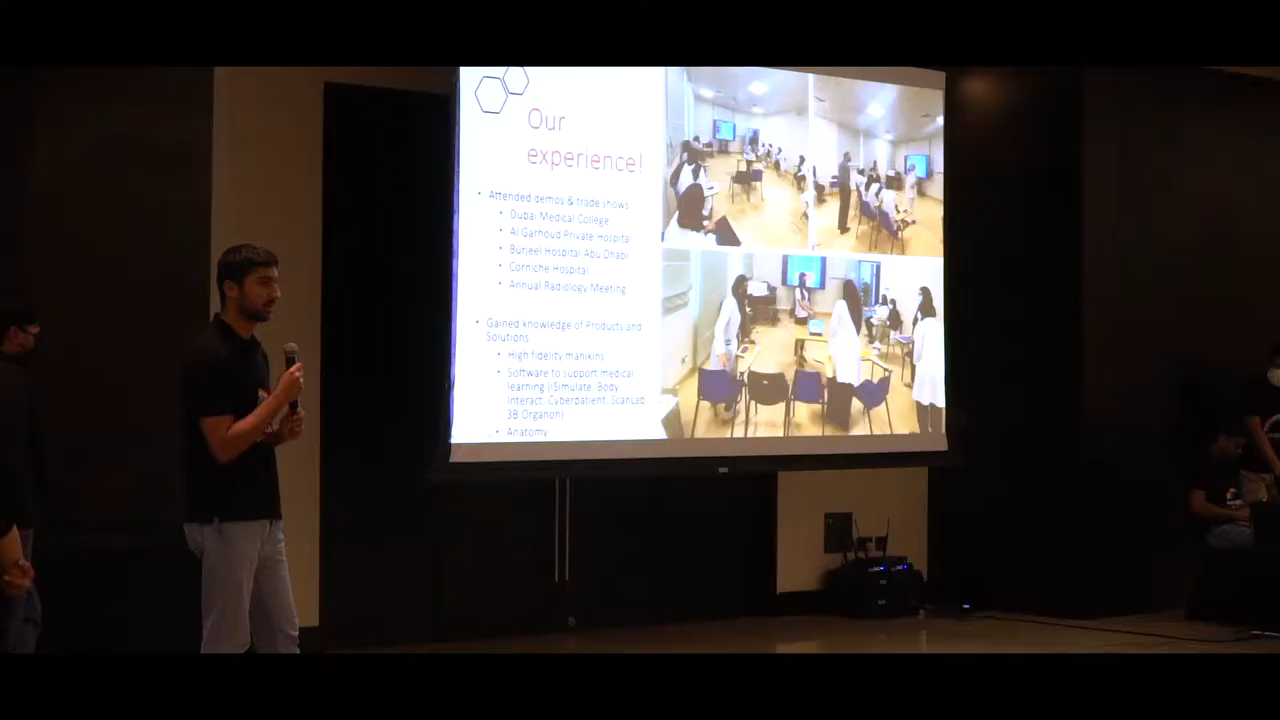 Our
experience!
• Attended demos & trade shows
• Dubai Medical College
• Al Garhoud Private Hospital
• Burjeel Hospital Abu Dhabi
• Corniche Hospital
• Annual Radiology Meeting
• Gained knowledge of Products and
Solutions
• High fidelity manikins
• Software to support medical
learning (iSimulate, Body
Interact, Cyberpatient, ScanLab
3B Organon)
• Anatomy